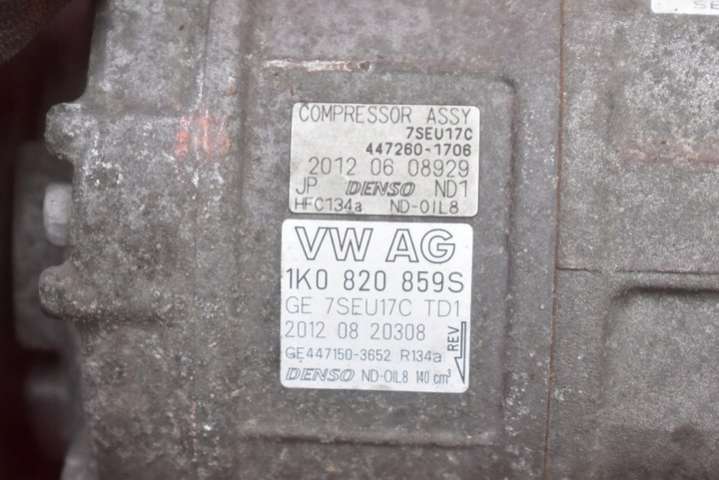 SE
COMPRESSOR ASSY
7SEU17C
447260-1706
2012 06 08929
JP DENSO ND1
HFC134a ND-OIL8
VW AG
1K0 820 859S
GE 7SEU17C TD1
2012 08 20308
GE447150-3652 R134a
DENSO ND-OIL8 140 cm³
REV